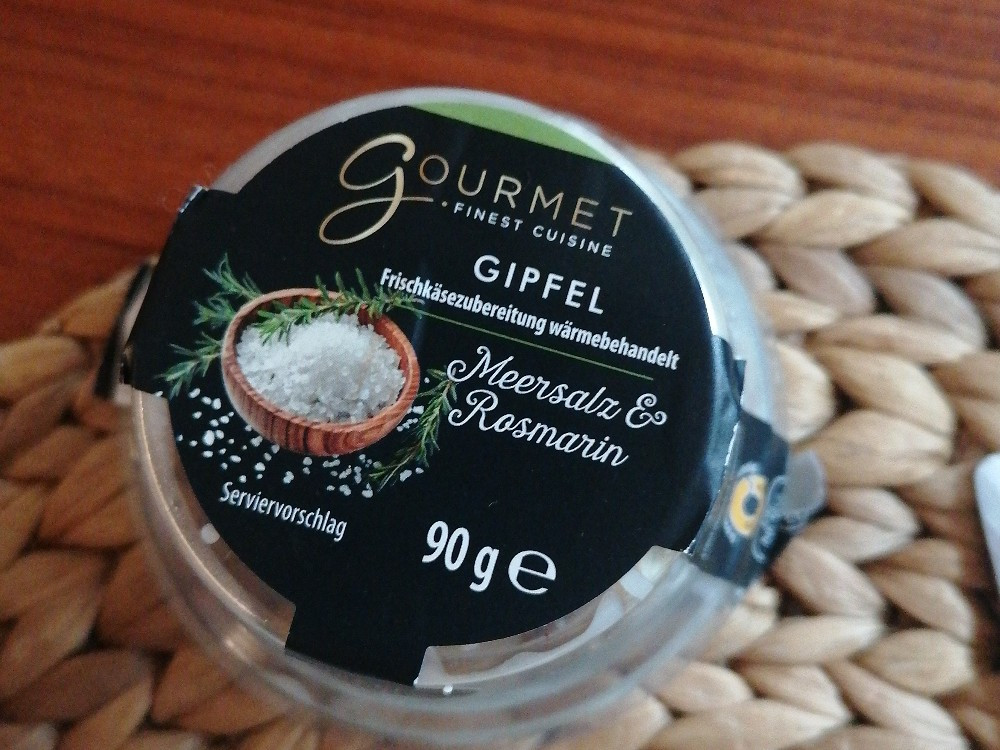 gOURMET
• FINEST CUISINE
GIPFEL
Frischkäsezubereitung wärmebehandelt
Meersalz &
Rosmarin
Serviervorschlag
90 g ℮